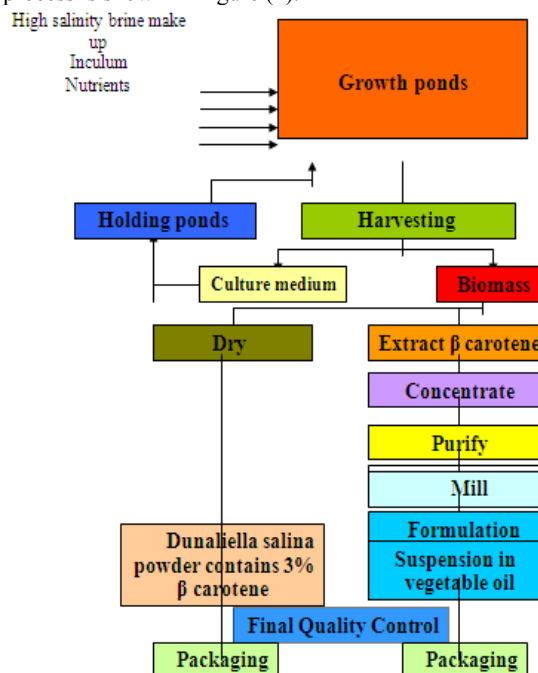 High salinity brine make
up
Inculum
Nutrients
Growth ponds
Holding ponds
Harvesting
Culture medium
Biomass
Dry
Extract β carotene
Concentrate
Purify
Mill
Formulation
Dunaliella salina
powder contains 3%
β carotene
Suspension in
vegetable oil
Final Quality Control
Packaging
Packaging